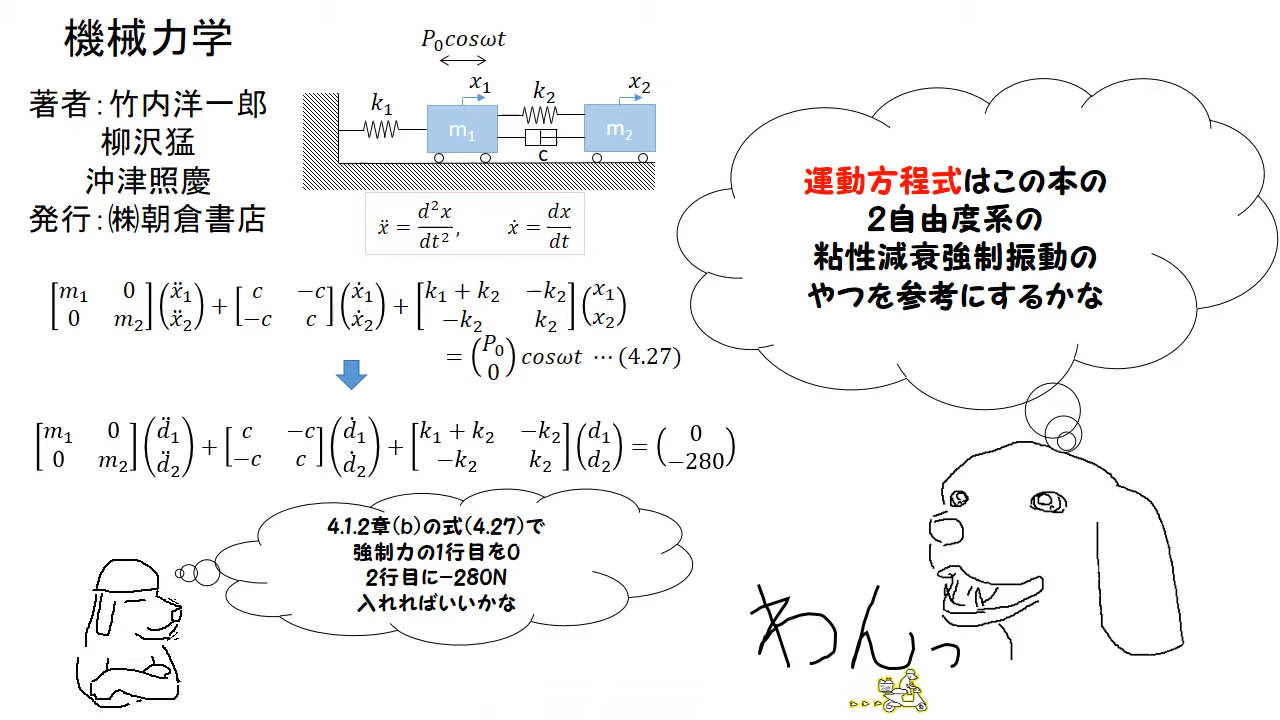 機械力学
著者：竹内洋一郎
柳沢猛
沖津照慶
発行：㈱朝倉書店
P₀cosωt
x₁
x₂
k₁
k₂
m₁
m₂
c
ẍ = d²x/dt², ẋ = dx/dt
[m₁ 0; 0 m₂](ẍ₁; ẍ₂) + [c −c; −c c](ẋ₁; ẋ₂) + [k₁ + k₂ −k₂; −k₂ k₂](x₁; x₂)
= (P₀; 0) cosωt ⋯ (4.27)
[m₁ 0; 0 m₂](d̈₁; d̈₂) + [c −c; −c c](ḋ₁; ḋ₂) + [k₁ + k₂ −k₂; −k₂ k₂](d₁; d₂) = (0; −280)
運動方程式はこの本の
2自由度系の
粘性減衰強制振動の
やつを参考にするかな
4.1.2章(b)の式(4.27)で
強制力の1行目を0
2行目に-280N
入れればいいかな
わんっ